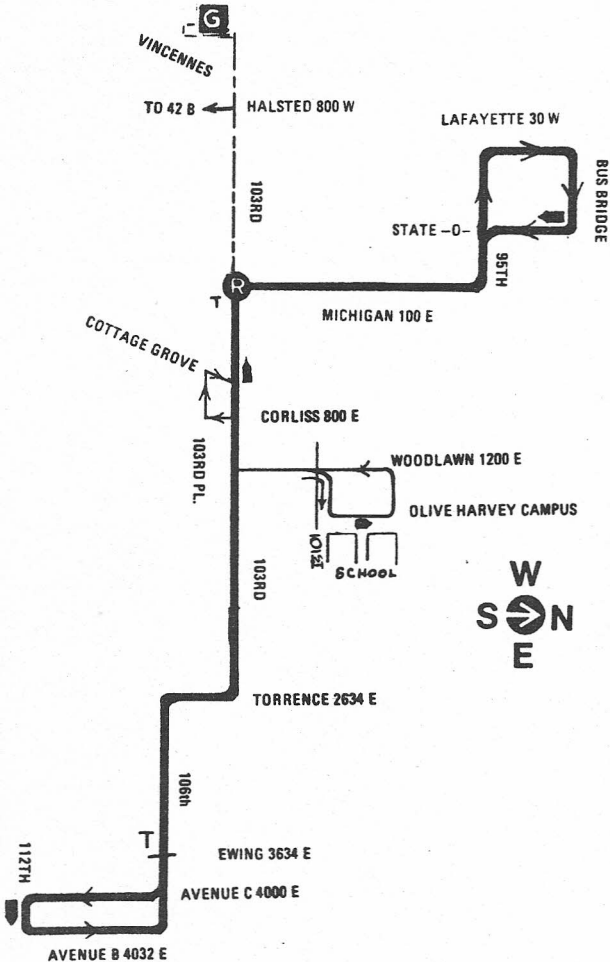 G
VINCENNES
TO 42 B
HALSTED 800 W
LAFAYETTE 30 W
BUS BRIDGE
103RD
STATE -0-
95TH
R
T
MICHIGAN 100 E
COTTAGE GROVE
CORLISS 800 E
103RD PL.
WOODLAWN 1200 E
OLIVE HARVEY CAMPUS
101ST
SCHOOL
103RD
W
S N
E
TORRENCE 2634 E
106th
T
EWING 3634 E
112TH
AVENUE C 4000 E
AVENUE B 4032 E